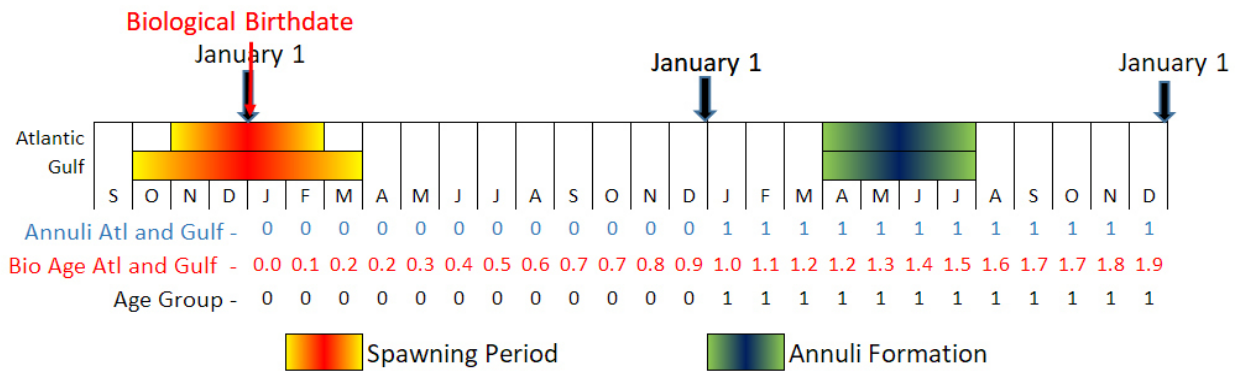 Biological Birthdate
January 1
January 1
January 1
Atlantic
Gulf
S O N D J F M A M J J A S O N D J F M A M J J A S O N D
Annuli Atl and Gulf - 0 0 0 0 0 0 0 0 0 0 0 0 1 1 1 1 1 1 1 1 1 1 1 1
Bio Age Atl and Gulf - 0.0 0.1 0.2 0.2 0.3 0.4 0.5 0.6 0.7 0.7 0.8 0.9 1.0 1.1 1.2 1.2 1.3 1.4 1.5 1.6 1.7 1.7 1.8 1.9
Age Group - 0 0 0 0 0 0 0 0 0 0 0 0 1 1 1 1 1 1 1 1 1 1 1 1
Spawning Period Annuli Formation